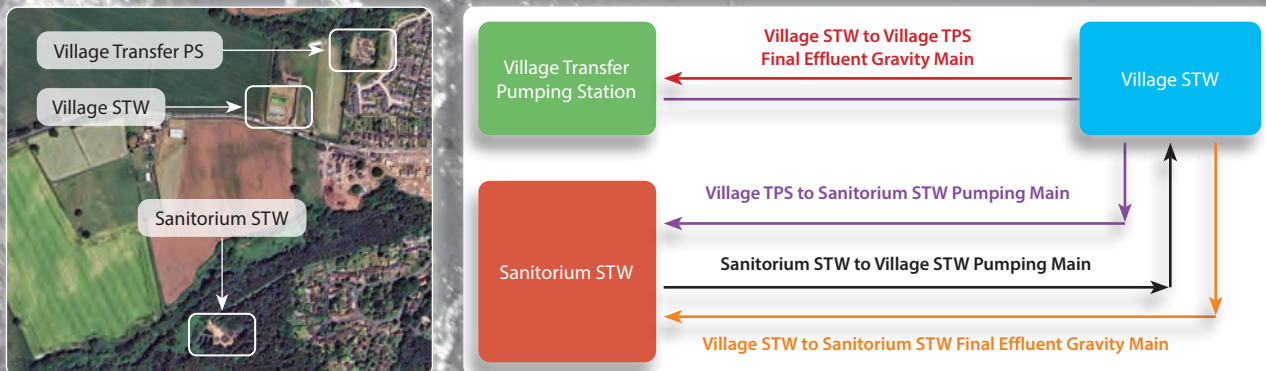 Village Transfer PS
Village STW
Sanitorium STW
Village Transfer
Pumping Station
Village STW to Village TPS
Final Effluent Gravity Main
Village STW
Village TPS to Sanitorium STW Pumping Main
Sanitorium STW
Sanitorium STW to Village STW Pumping Main
Village STW to Sanitorium STW Final Effluent Gravity Main